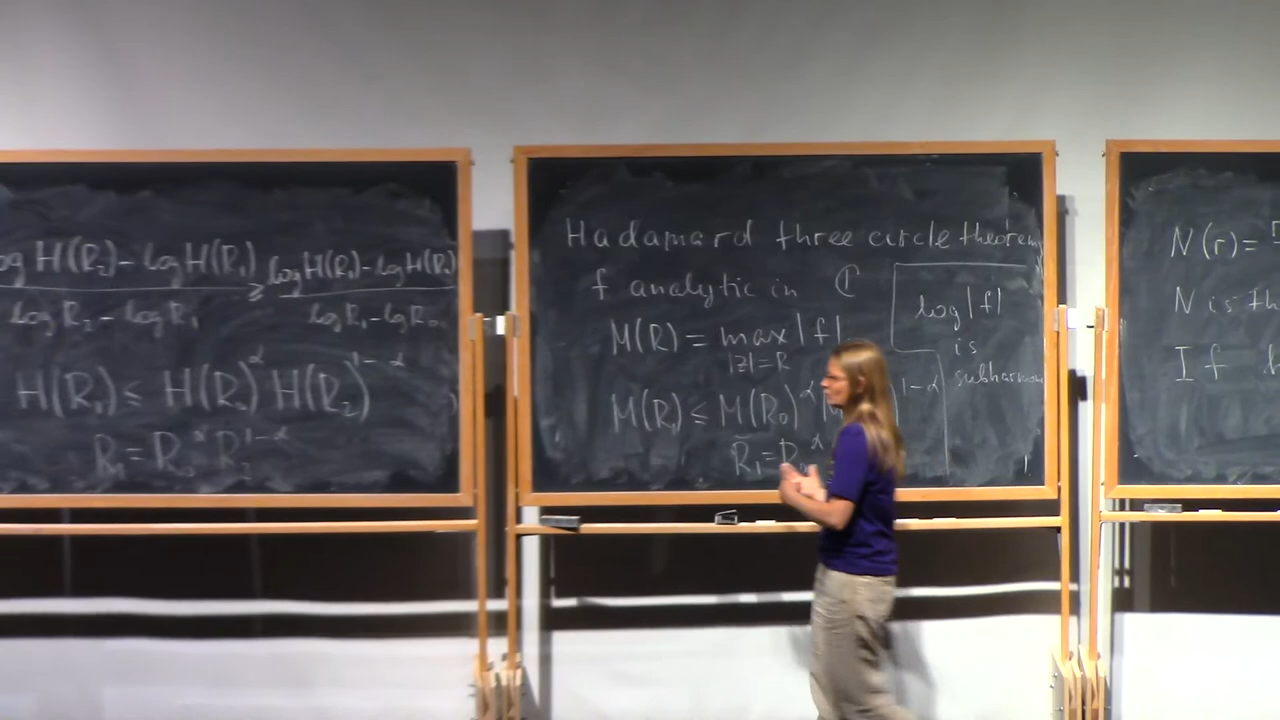 og H(R₂) - log H(R₁) / log R₂ - log R₁ ≥ log H(R₁) - log H(R₀) / log R₁ - log R₀
H(R₁) ≤ H(R₀)^α H(R₂)^{1-α}
R₁ = R₀^α R₂^{1-α}
Hadamard three circle theorem
f analytic in ℂ
M(R) = max |f|
|z|=R
M(R₁) ≤ M(R₀)^α M 1-α
R₁ = R₀^α
log |f|
is
subharmon
N(r) =
N is th
If